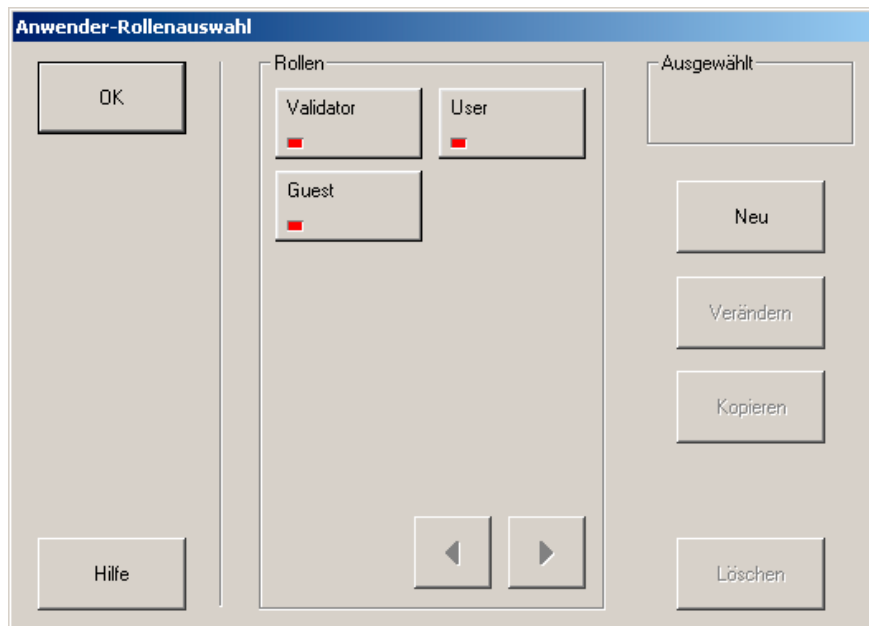 Anwender-Rollenauswahl
OK
Rollen
Validator
User
Guest
Ausgewählt
Neu
Verändern
Kopieren
Hilfe
Löschen